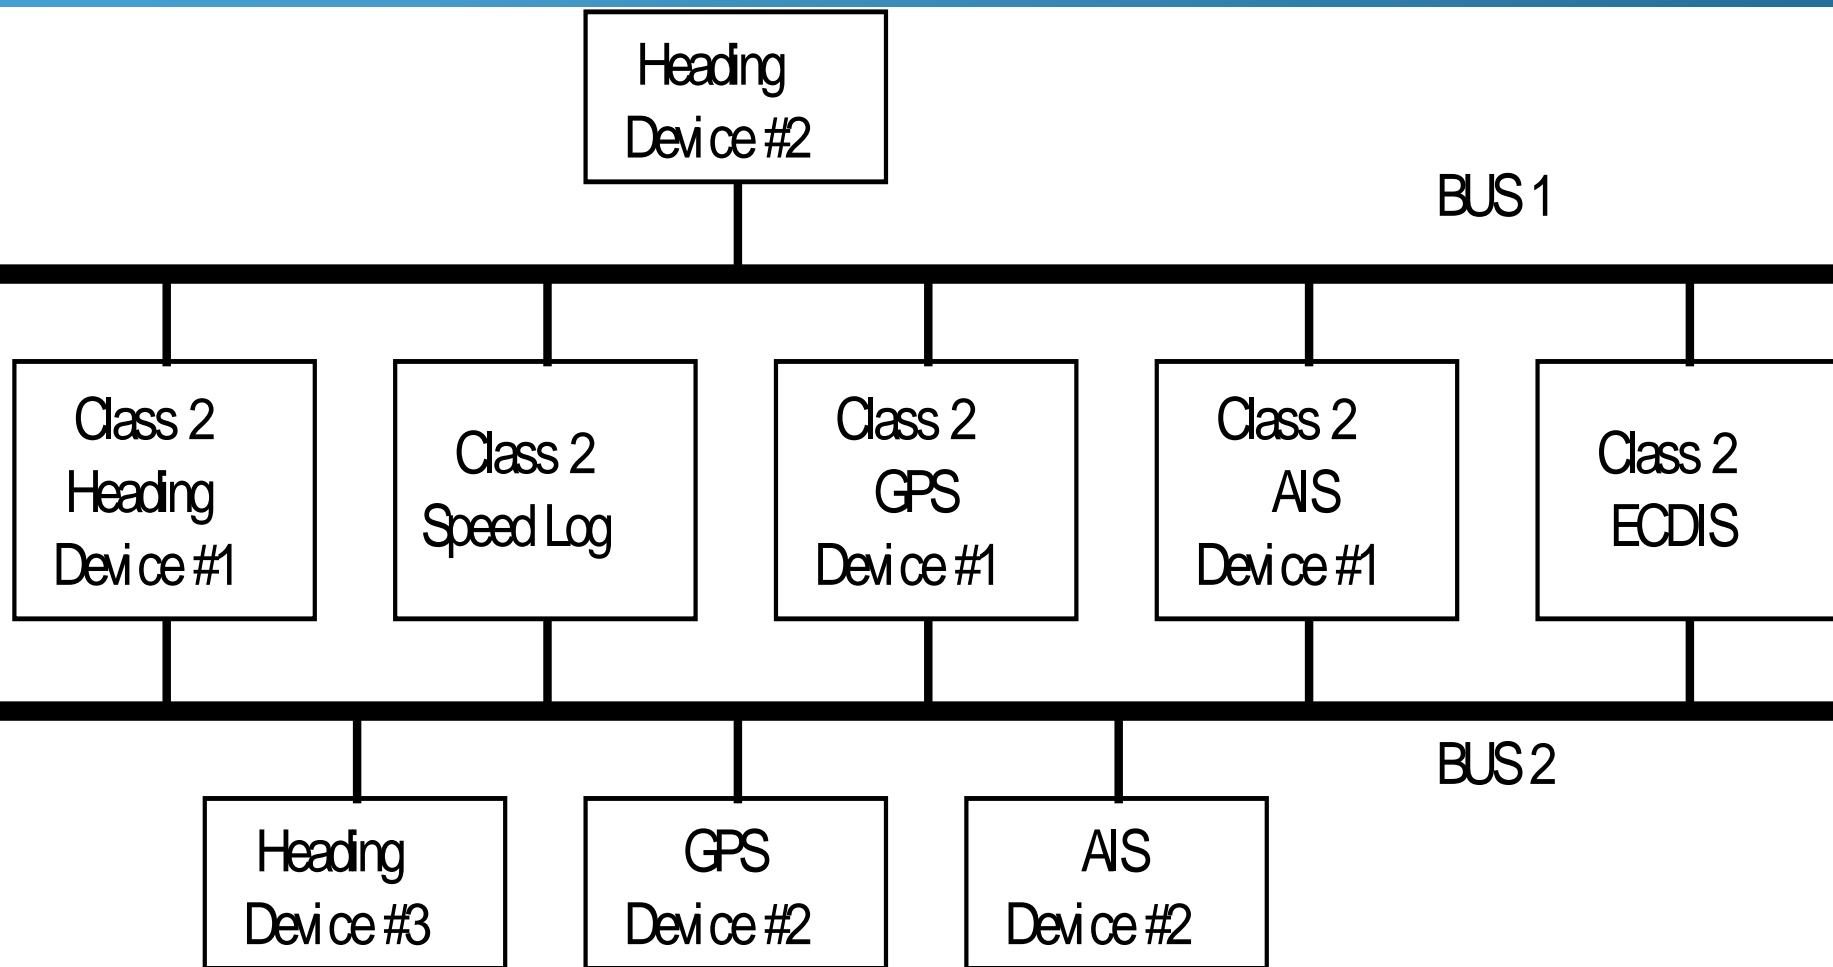 Heading
Device #2
BUS 1
Class 2
Heading
Device #1
Class 2
Speed Log
Class 2
GPS
Device #1
Class 2
AIS
Device #1
Class 2
ECDIS
BUS 2
Heading
Device #3
GPS
Device #2
AIS
Device #2